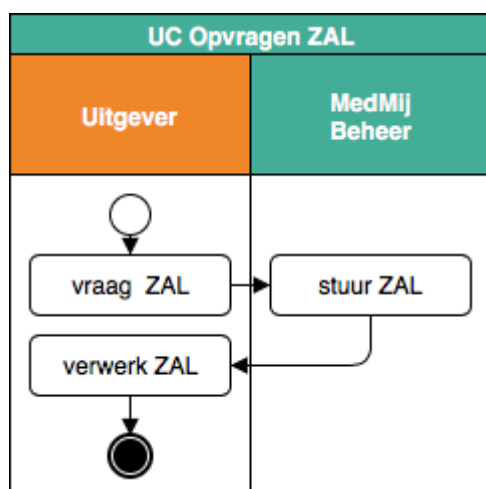 UC Opvragen ZAL
Uitgever
MedMij
Beheer
vraag ZAL
stuur ZAL
verwerk ZAL